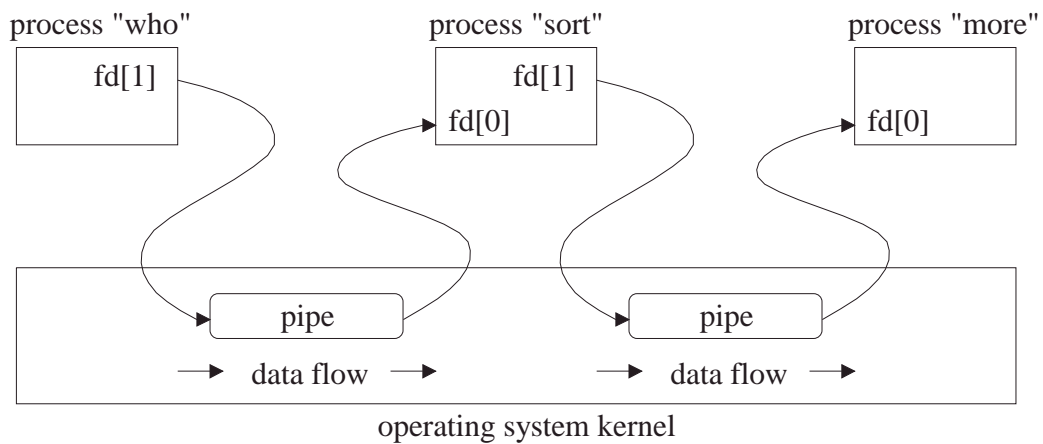 process "who"
process "sort"
process "more"
fd[1]
fd[1]
fd[0]
fd[0]
pipe
pipe
data flow
data flow
operating system kernel